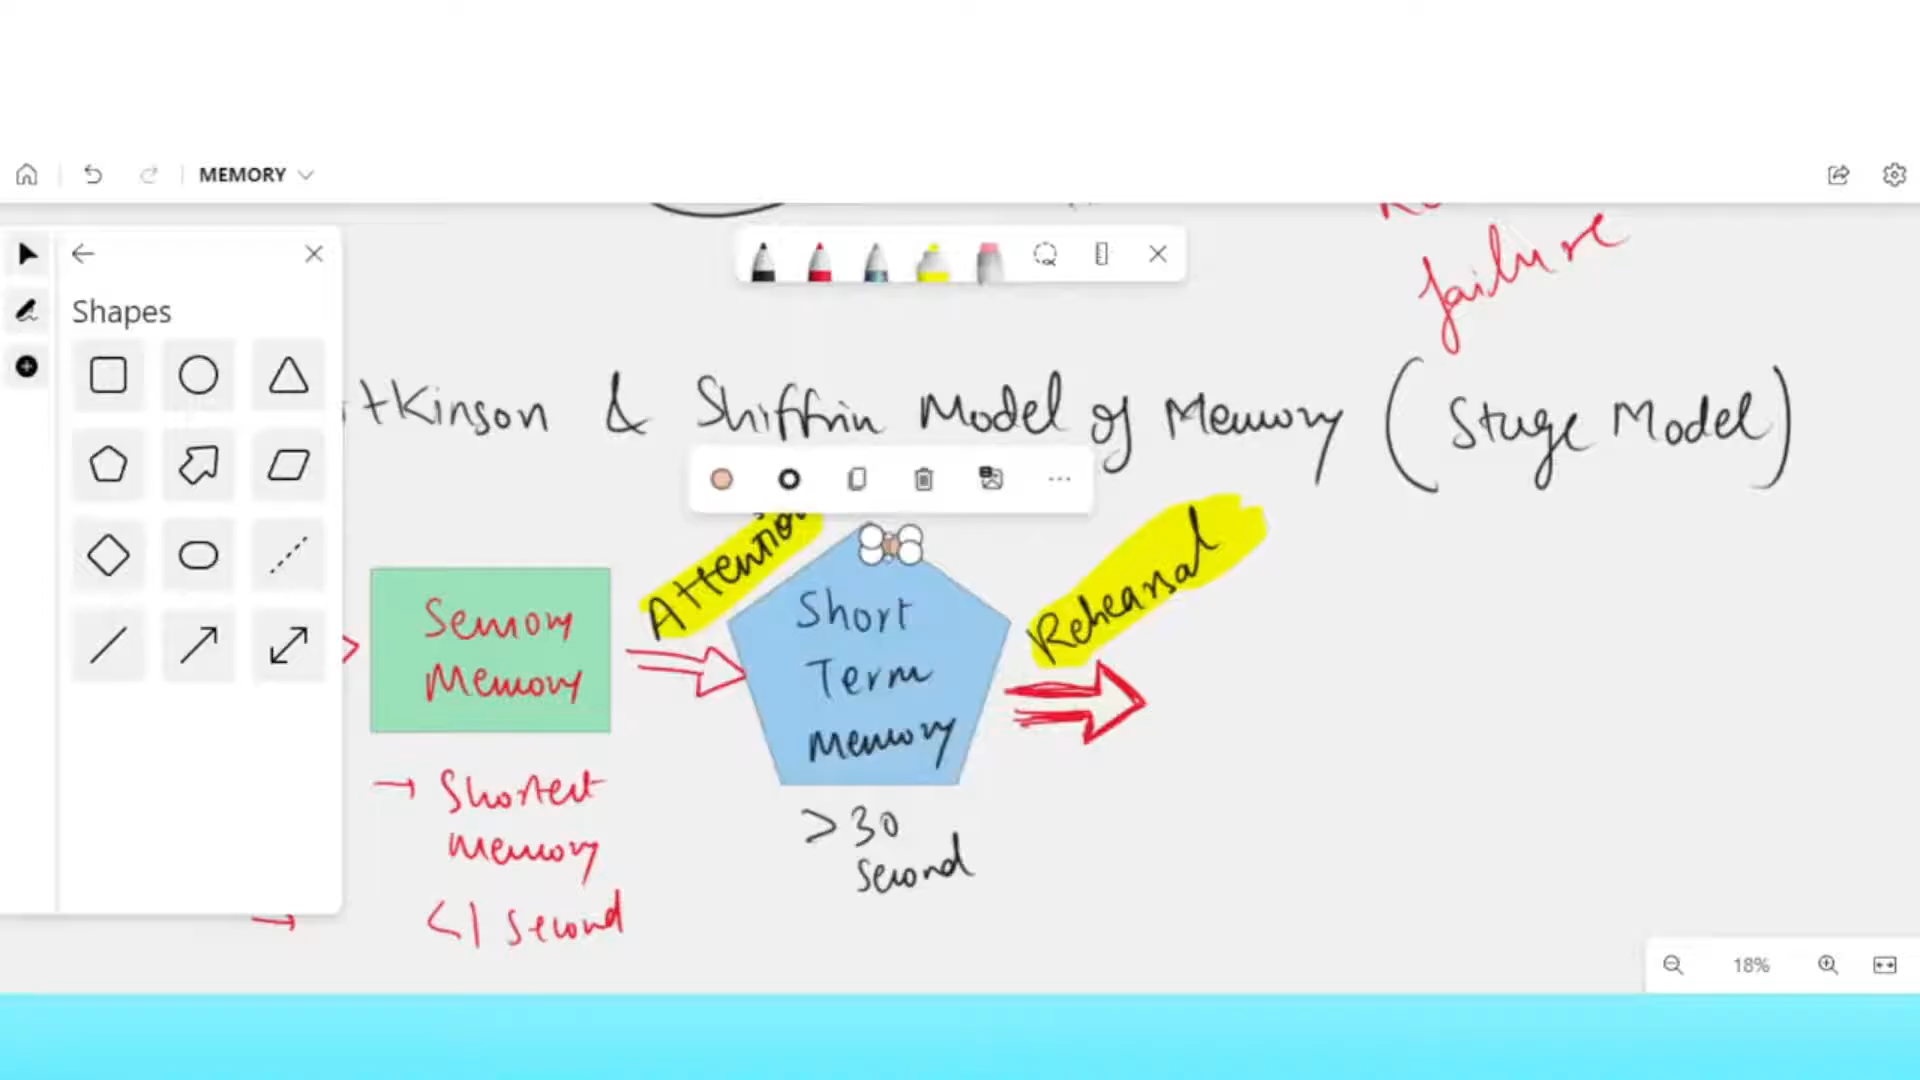 MEMORY
failure
Shapes
tkinson & Shiffrin Model of Memory (Stage Model)
Attention
Rehearsal
Sensory
Memory
Short
Term
Memory
→ Shortest
Memory
> 30
second
→ <1 second
18%